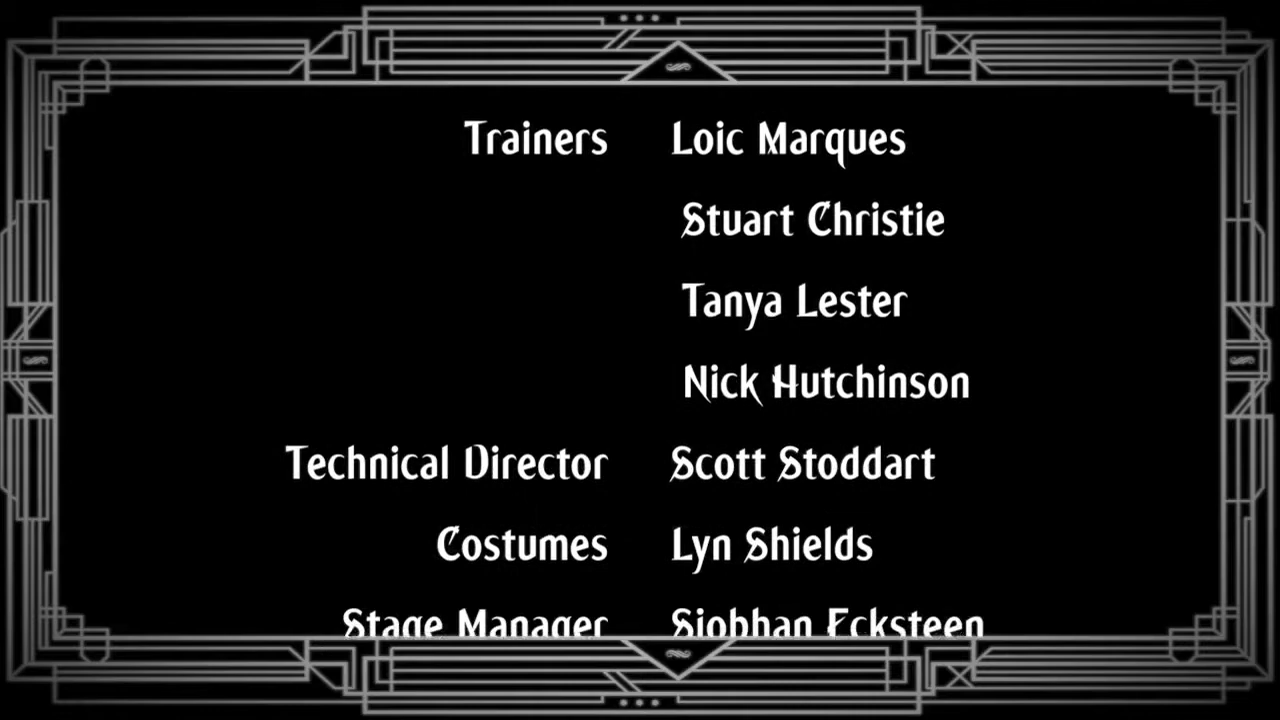 Trainers Loic Marques
Stuart Christie
Tanya Lester
Nick Hutchinson
Technical Director Scott Stoddart
Costumes Lyn Shields
Stage Manager Siobhan Ecksteen